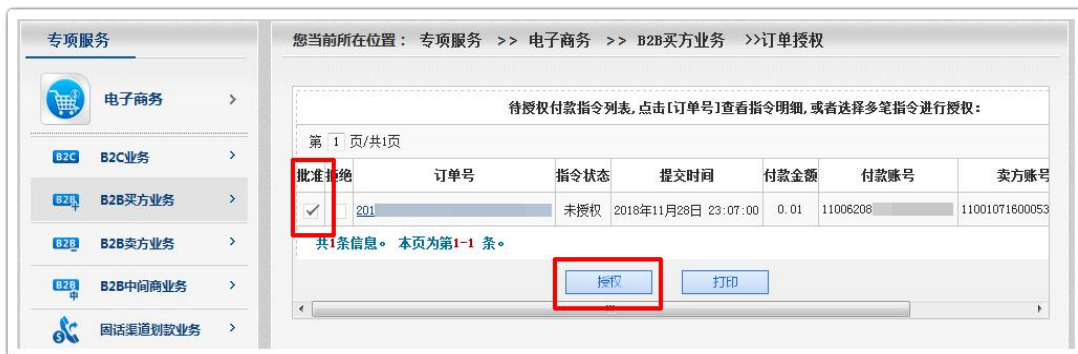 专项服务
您当前所在位置： 专项服务 >> 电子商务 >> B2B买方业务 >>订单授权
电子商务
待授权付款指令列表,点击[订单号]查看指令明细,或者选择多笔指令进行授权:
第 1 页/共1页
B2C B2C业务
批准 拒绝 订单号 指令状态 提交时间 付款金额 付款账号 卖方账号
B2B B2B买方业务
201 未授权 2018年11月28日 23:07:00 0.01 11006208 11001071600053
B2B B2B卖方业务
共1条信息。 本页为第1-1 条。
B2B中 B2B中间商业务
授权 打印
固话渠道划款业务